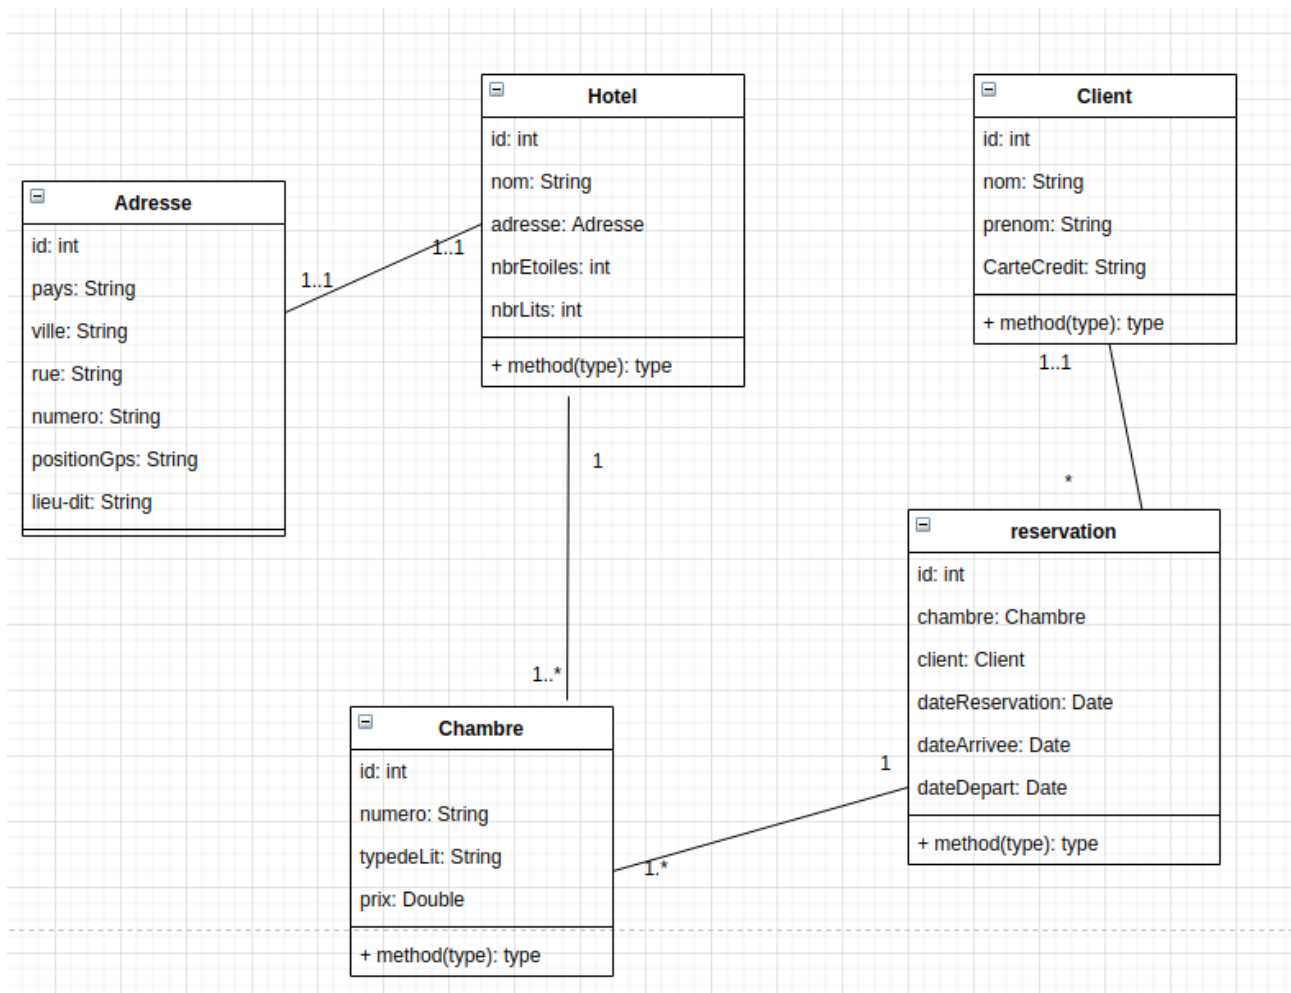 Hotel
id: int
nom: String
adresse: Adresse
nbrEtoiles: int
nbrLits: int
+ method(type): type
Client
id: int
nom: String
prenom: String
CarteCredit: String
+ method(type): type
Adresse
id: int
pays: String
ville: String
rue: String
numero: String
positionGps: String
lieu-dit: String
1..1
1..1
1..1
*
1
1..*
reservation
id: int
chambre: Chambre
client: Client
dateReservation: Date
dateArrivee: Date
dateDepart: Date
+ method(type): type
Chambre
id: int
numero: String
typedeLit: String
prix: Double
+ method(type): type
1
1.*